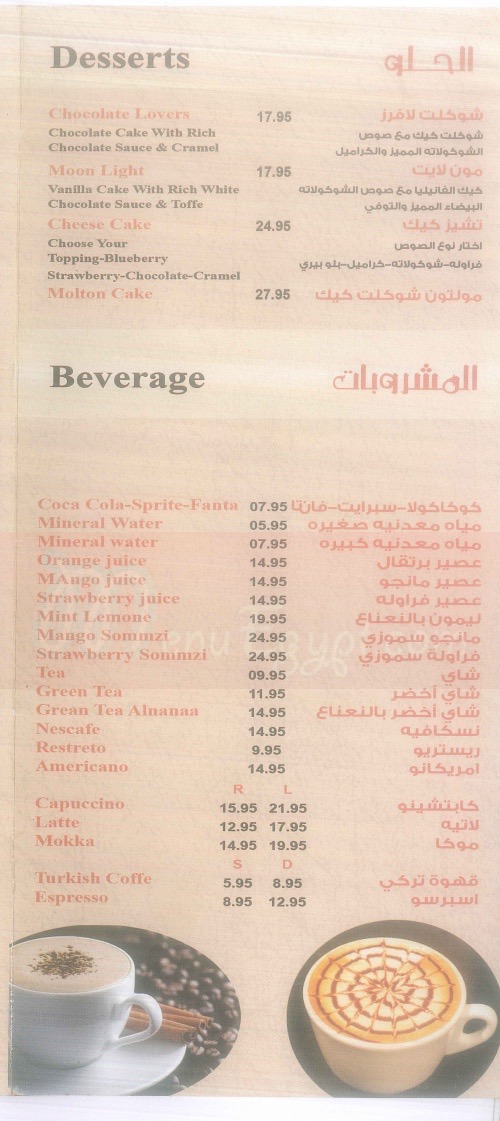 Desserts الحلو
Chocolate Lovers 17.95 شوكلت لافرز
Chocolate Cake With Rich شوكلت كيك مع صوص
Chocolate Sauce & Cramel الشوكولاته المميز والكراميل
Moon Light 17.95 مون لايت
Vanilla Cake With Rich White كيك الفانيليا مع صوص الشوكولاته
Chocolate Sauce & Toffe البيضاء المميز والتوفي
Cheese Cake 24.95 تشيز كيك
Choose Your اختار نوع الصوص
Topping-Blueberry
Strawberry-Chocolate-Cramel فراوله-شوكولاته-كراميل-بلو بيري
Molton Cake 27.95 مولتون شوكلت كيك
Beverage المشروبات
Coca Cola-Sprite-Fanta 07.95 كوكاكولا-سبرايت-فانتا
Mineral Water 05.95 مياه معدنيه صغيره
Mineral water 07.95 مياه معدنيه كبيره
Orange juice 14.95 عصير برتقال
MAngo juice 14.95 عصير مانجو
Strawberry juice 14.95 عصير فراوله
Mint Lemone 19.95 ليمون بالنعناع
Mango Sommzi 24.95 مانجو سموزي
Strawberry Sommzi 24.95 فراولة سموزي
Tea 09.95 شاي
Green Tea 11.95 شاي أخضر
Grean Tea Alnanaa 14.95 شاي أخضر بالنعناع
Nescafe 14.95 نسكافيه
Restreto 9.95 ريستريو
Americano 14.95 امريكانو
R L
Capuccino 15.95 21.95 كابتشينو
Latte 12.95 17.95 لاتيه
Mokka 14.95 19.95 موكا
S D
Turkish Coffe 5.95 8.95 قهوة تركي
Espresso 8.95 12.95 اسبرسو